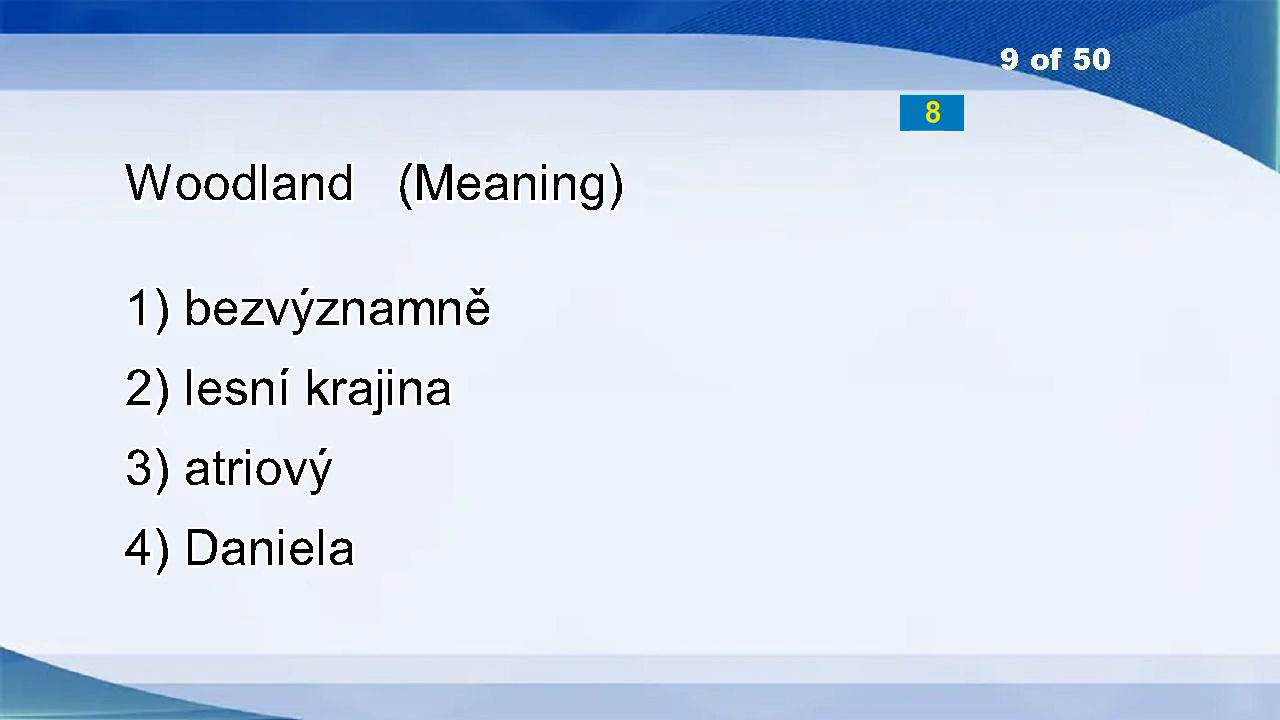 9 of 50
8
Woodland (Meaning)
1) bezvýznamně
2) lesní krajina
3) atriový
4) Daniela